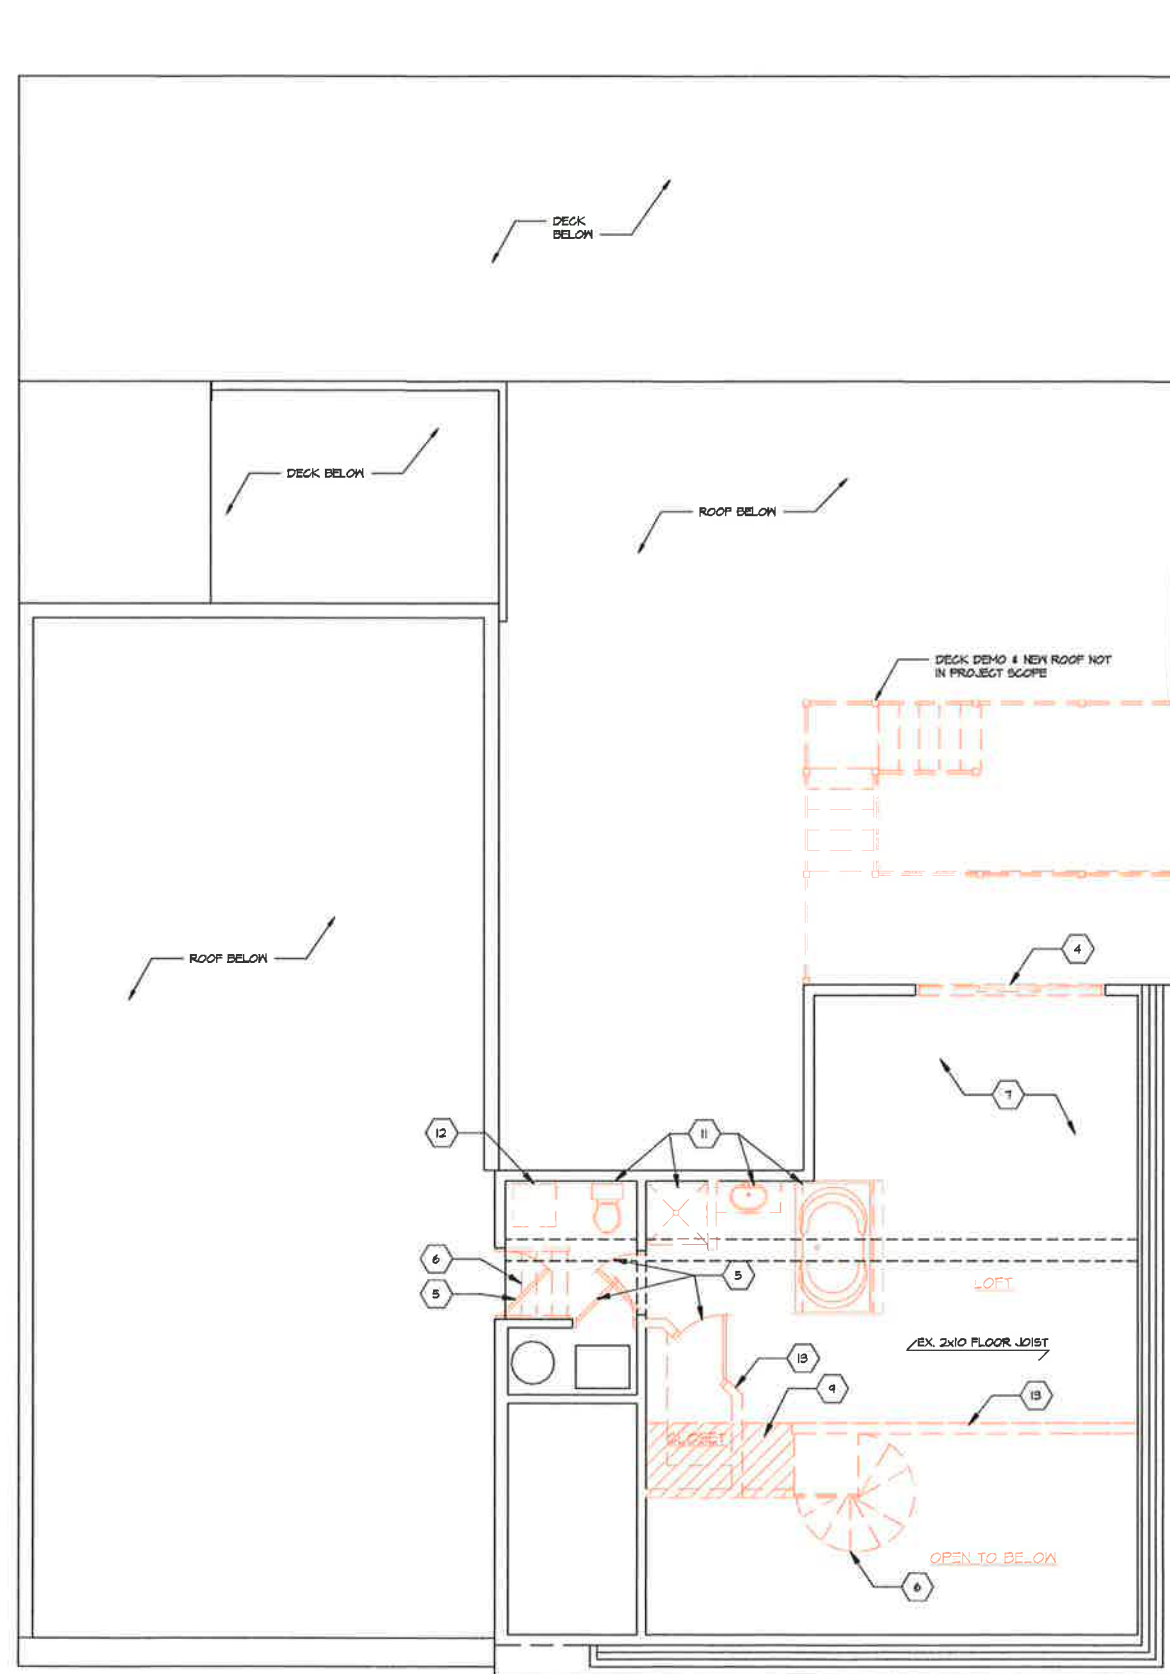 DECK
BELOW
DECK BELOW
ROOF BELOW
DECK DEMO & NEW ROOF NOT
IN PROJECT SCOPE
4
ROOF BELOW
7
12
11
6
5
5
LOFT
EX. 2x10 FLOOR JOIST
13
9
13
CLOSET
OPEN TO BELOW
6